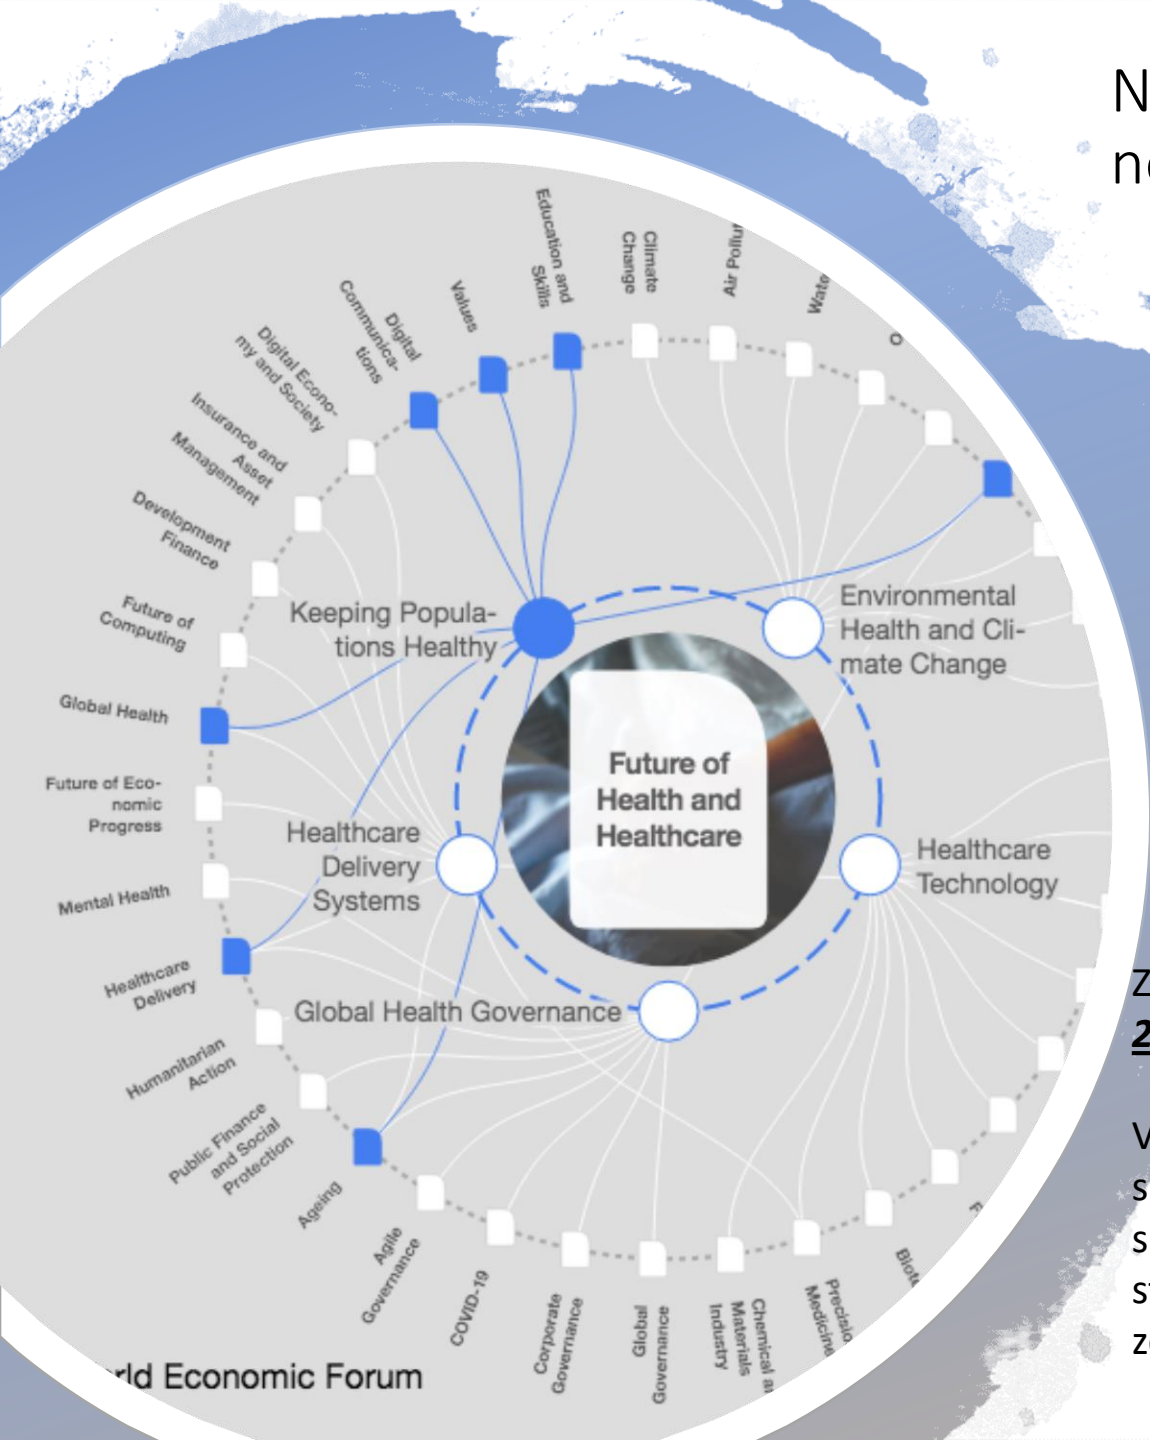 Education and
Skills
Climate
Change
Values
Digital
Communica-
tions
Digital Econo-
my and Society
Insurance and
Asset
Management
Development
Finance
Future of
Computing
Global Health
Future of Eco-
nomic
Progress
Mental Health
Healthcare
Delivery
Humanitarian
Action
Public Finance
and Social
Protection
Ageing
Agile
Governance
COVID-19
Corporate
Governance
Global
Governance
Chemical
Materials
Industry
Medicine
Air
Keeping Popula-
tions Healthy
Environmental
Health and Cli-
mate Change
Future of
Health and
Healthcare
Healthcare
Delivery
Systems
Healthcare
Technology
Global Health Governance
Economic Forum